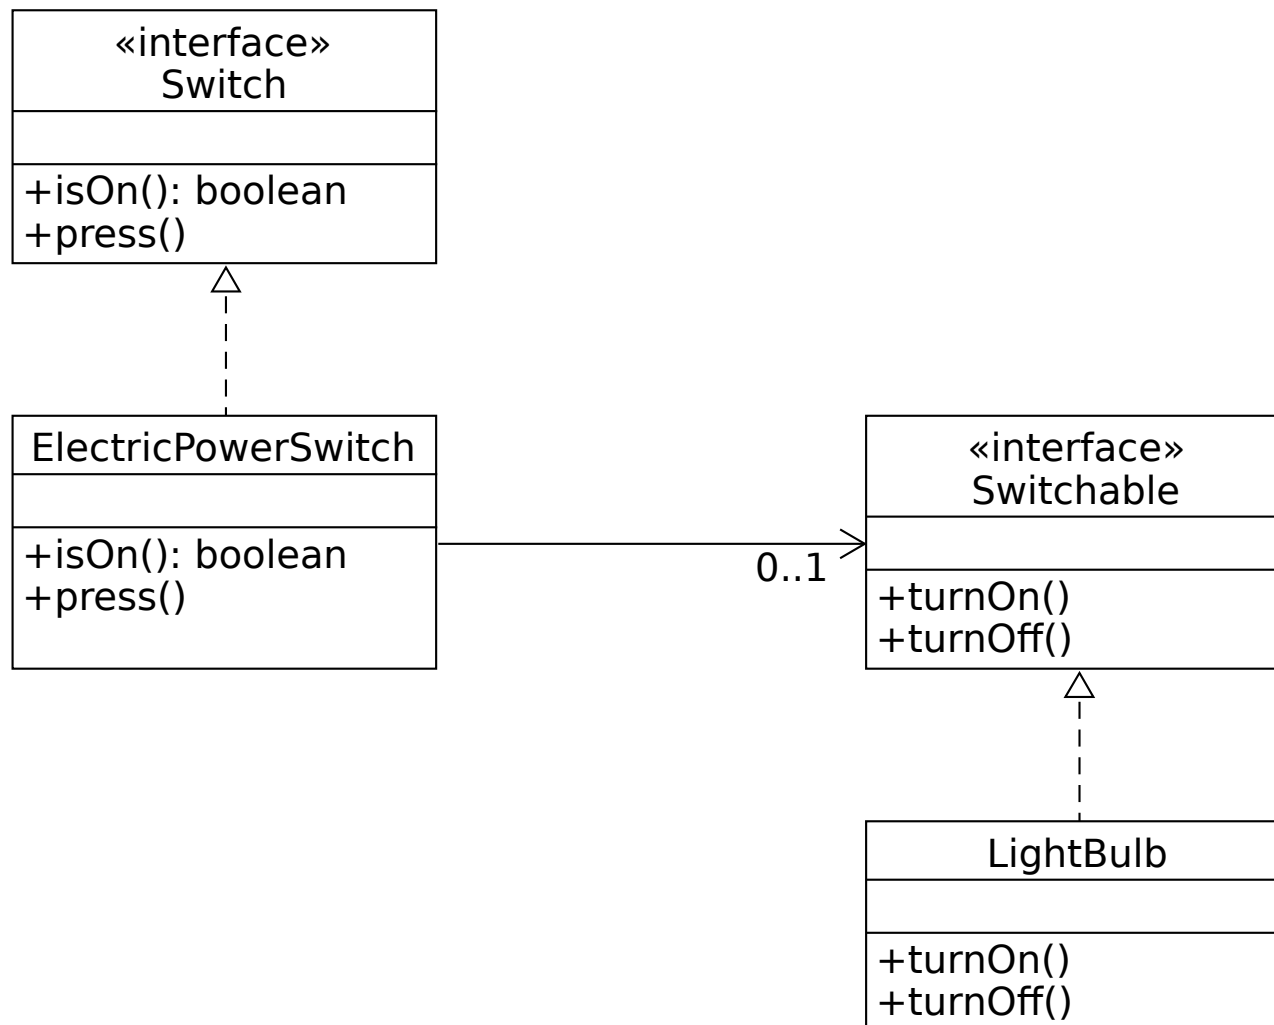 «interface»
Switch
+isOn(): boolean
+press()
ElectricPowerSwitch
+isOn(): boolean
+press()
0..1
«interface»
Switchable
+turnOn()
+turnOff()
LightBulb
+turnOn()
+turnOff()